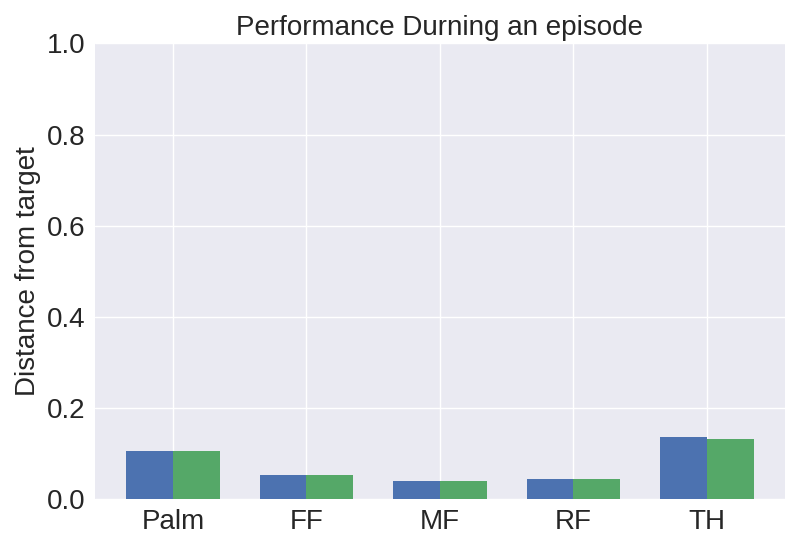 Performance Durning an episode
Distance from target
1.0
0.8
0.6
0.4
0.2
0.0
Palm FF MF RF TH